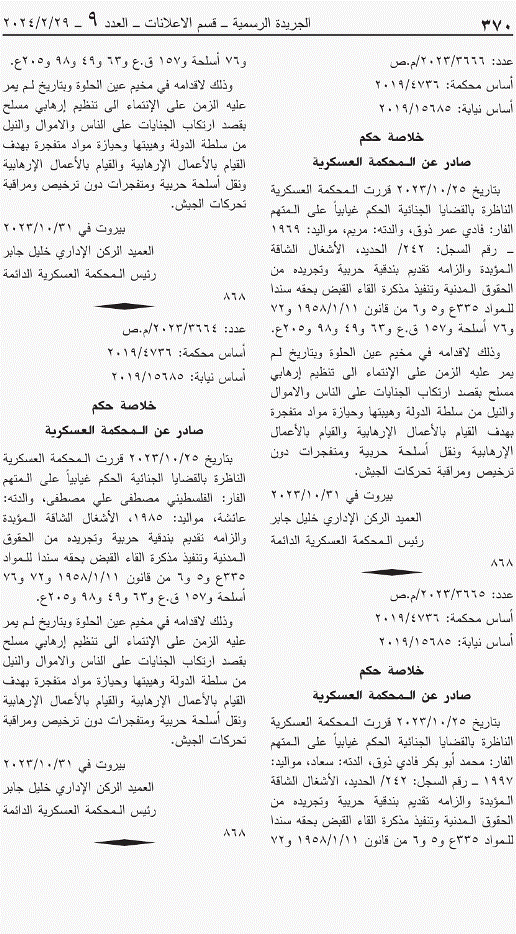 ٣٧٠
الجريدة الرسمية ــ قسم الاعلانات ــ العدد ٩ ــ ٢٠٢٤/٢/٢٩
عدد: ٢٠٢٣/٣٦٦٦/م.ص
أساس محكمة: ٢٠١٩/٤٧٣٦
أساس نيابة: ٢٠١٩/١٥٦٨٥
خلاصة حكم
صادر عن المحكمة العسكرية
بتاريخ ٢٠٢٣/١٠/٢٥ قررت المحكمة العسكرية
الناظرة بالقضايا الجنائية الحكم غيابياً على المتهم
الفار: فادي عمر ذوق، والدته: مريم، مواليد: ١٩٦٩
ــ رقم السجل: ٢٤٢/ الحديد، الأشغال الشاقة
المؤبدة والزامه تقديم بندقية حربية وتجريده من
الحقوق المدنية وتنفيذ مذكرة القاء القبض بحقه سندا
للمواد ٣٣٥ع و٥ و٦ من قانون ١٩٥٨/١/١١ و٧٢
و٧٦ أسلحة و١٥٧ ق.ع و٦٣ و٤٩ و٩٨ و٢٠٥ع.
وذلك لاقدامه في مخيم عين الحلوة وبتاريخ لم
يمر عليه الزمن على الإنتماء الى تنظيم إرهابي
مسلح بقصد ارتكاب الجنايات على الناس والاموال
والنيل من سلطة الدولة وهيبتها وحيازة مواد متفجرة
بهدف القيام بالأعمال الإرهابية والقيام بالأعمال
الإرهابية ونقل أسلحة حربية ومتفجرات دون
ترخيص ومراقبة تحركات الجيش.
بيروت في ٢٠٢٣/١٠/٣١
العميد الركن الإداري خليل جابر
رئيس المحكمة العسكرية الدائمة
٨٦٨
عدد: ٢٠٢٣/٣٦٦٥/م.ص
أساس محكمة: ٢٠١٩/٤٧٣٦
أساس نيابة: ٢٠١٩/١٥٦٨٥
خلاصة حكم
صادر عن المحكمة العسكرية
بتاريخ ٢٠٢٣/١٠/٢٥ قررت المحكمة العسكرية
الناظرة بالقضايا الجنائية الحكم غيابياً على المتهم
الفار: محمد أبو بكر فادي ذوق، الدته: سعاد، مواليد:
١٩٩٧ ــ رقم السجل: ٢٤٢/ الحديد، الأشغال الشاقة
المؤبدة والزامه تقديم بندقية حربية وتجريده من
الحقوق المدنية وتنفيذ مذكرة القاء القبض بحقه سندا
للمواد ٣٣٥ع و٥ و٦ من قانون ١٩٥٨/١/١١ و٧٢
و٧٦ أسلحة و١٥٧ ق.ع و٦٣ و٤٩ و٩٨ و٢٠٥ع.
وذلك لاقدامه في مخيم عين الحلوة وبتاريخ لم يمر
عليه الزمن على الإنتماء الى تنظيم إرهابي مسلح
بقصد ارتكاب الجنايات على الناس والاموال والنيل
من سلطة الدولة وهيبتها وحيازة مواد متفجرة بهدف
القيام بالأعمال الإرهابية والقيام بالأعمال الإرهابية
ونقل أسلحة حربية ومتفجرات دون ترخيص ومراقبة
تحركات الجيش.
بيروت في ٢٠٢٣/١٠/٣١
العميد الركن الإداري خليل جابر
رئيس المحكمة العسكرية الدائمة
٨٦٨
عدد: ٢٠٢٣/٣٦٦٤/م.ص
أساس محكمة: ٢٠١٩/٤٧٣٦
أساس نيابة: ٢٠١٩/١٥٦٨٥
خلاصة حكم
صادر عن المحكمة العسكرية
بتاريخ ٢٠٢٣/١٠/٢٥ قررت المحكمة العسكرية
الناظرة بالقضايا الجنائية الحكم غيابياً على المتهم
الفار: الفلسطيني مصطفى علي مصطفى، والدته:
عائشة، مواليد: ١٩٨٥، الأشغال الشاقة المؤبدة
والزامه تقديم بندقية حربية وتجريده من الحقوق
المدنية وتنفيذ مذكرة القاء القبض بحقه سندا للمواد
٣٣٥ع و٥ و٦ من قانون ١٩٥٨/١/١١ و٧٢ و٧٦
أسلحة و١٥٧ ق.ع و٦٣ و٤٩ و٩٨ و٢٠٥ع.
وذلك لاقدامه في مخيم عين الحلوة وبتاريخ لم يمر
عليه الزمن على الإنتماء الى تنظيم إرهابي مسلح
بقصد ارتكاب الجنايات على الناس والاموال والنيل
من سلطة الدولة وهيبتها وحيازة مواد متفجرة بهدف
القيام بالأعمال الإرهابية والقيام بالأعمال الإرهابية
ونقل أسلحة حربية ومتفجرات دون ترخيص ومراقبة
تحركات الجيش.
بيروت في ٢٠٢٣/١٠/٣١
العميد الركن الإداري خليل جابر
رئيس المحكمة العسكرية الدائمة
٨٦٨